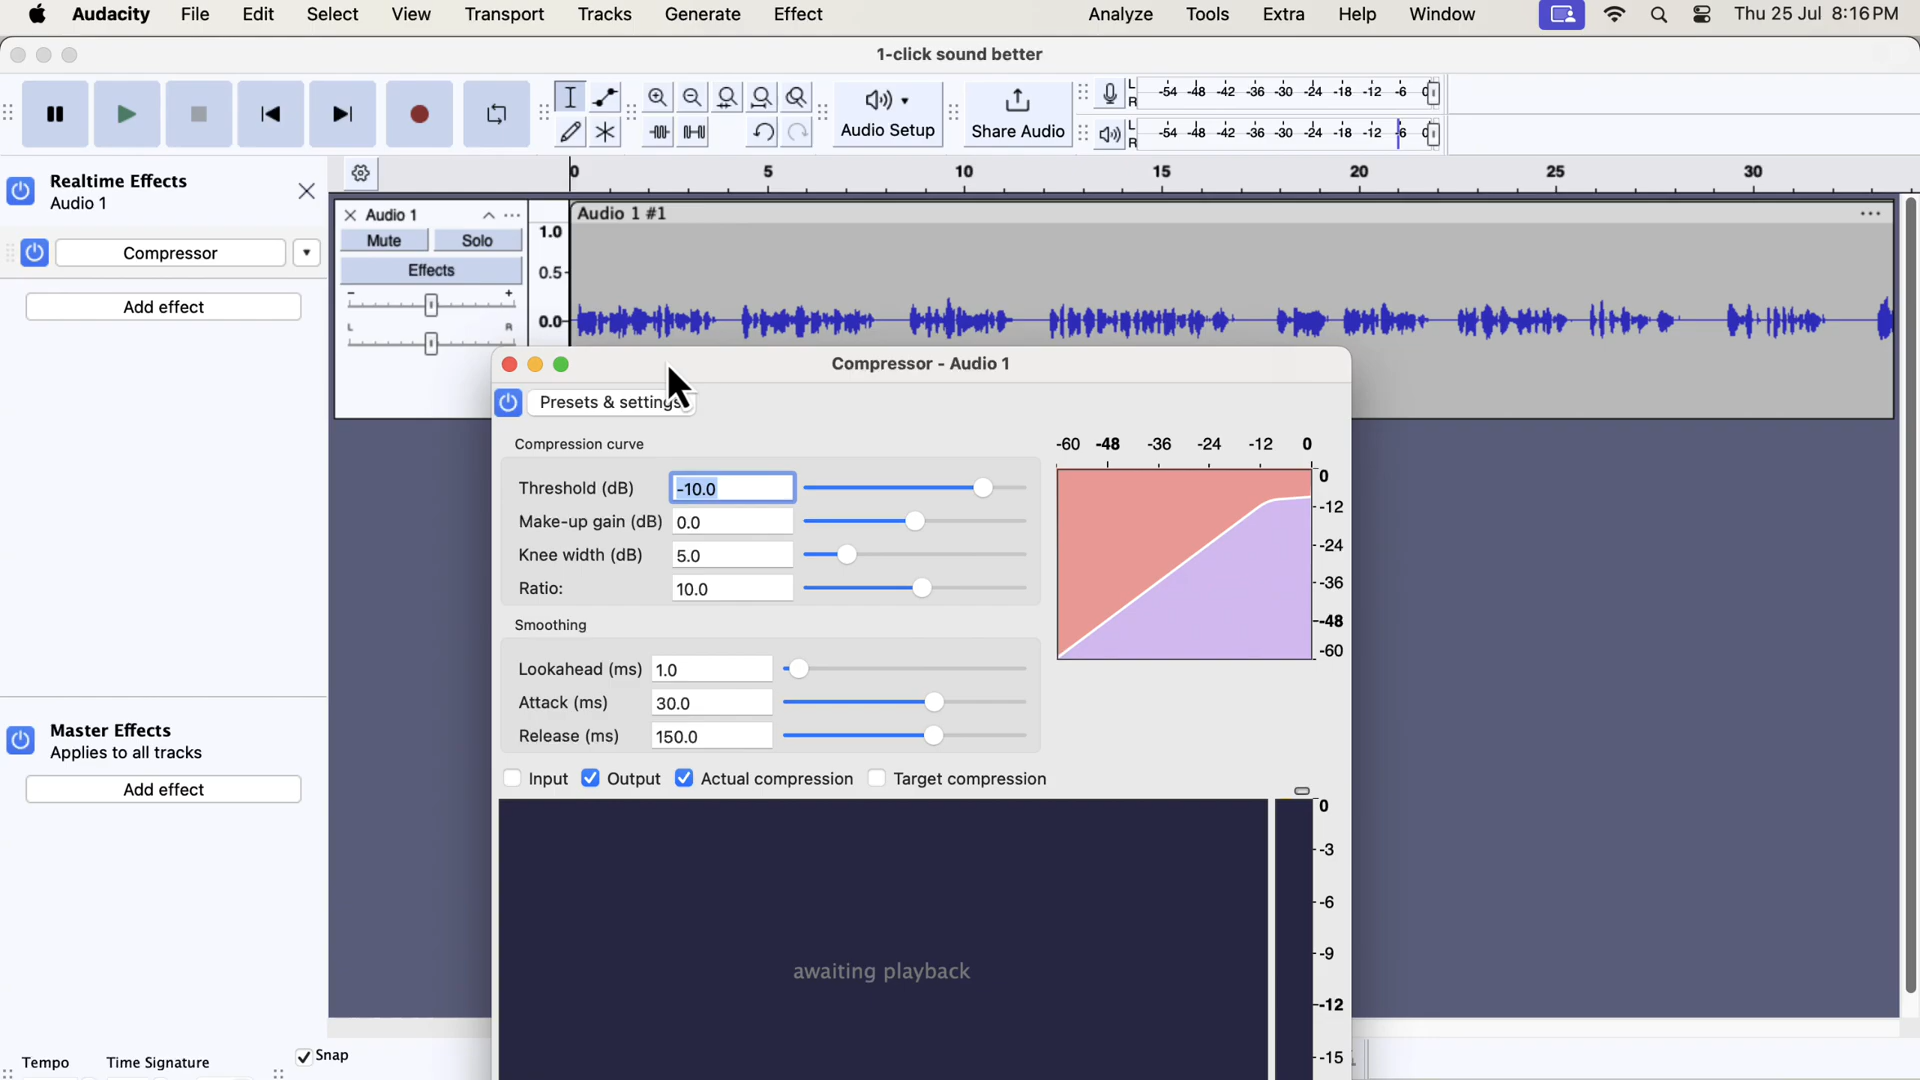 Audacity File Edit Select View Transport Tracks Generate Effect Analyze Tools Extra Help Window Thu 25 Jul 8:16 PM
1-click sound better
Audio Setup
Share Audio
L
R
-54 -48 -42 -36 -30 -24 -18 -12 -6 0
L
R
-54 -48 -42 -36 -30 -24 -18 -12 -6 0
Realtime Effects
Audio 1
Compressor
Add effect
0 5 10 15 20 25 30
Audio 1
Mute Solo
Effects
- +
L R
1.0
0.5
0.0
Audio 1 #1
Compressor - Audio 1
Presets & settings
Compression curve
Threshold (dB) -10.0
Make-up gain (dB) 0.0
Knee width (dB) 5.0
Ratio: 10.0
-60 -48 -36 -24 -12 0
0
-12
-24
-36
-48
-60
Smoothing
Lookahead (ms) 1.0
Attack (ms) 30.0
Release (ms) 150.0
Input Output Actual compression Target compression
awaiting playback
0
-3
-6
-9
-12
-15
Master Effects
Applies to all tracks
Add effect
Tempo Time Signature Snap